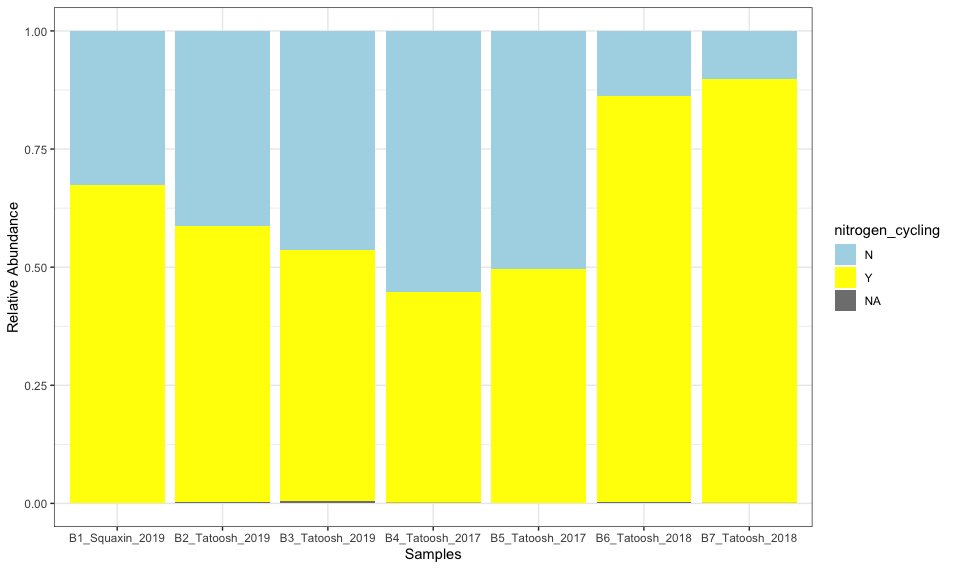 Relative Abundance
1.00
0.75
0.50
0.25
0.00
B1_Squaxin_2019 B2_Tatoosh_2019 B3_Tatoosh_2019 B4_Tatoosh_2017 B5_Tatoosh_2017 B6_Tatoosh_2018 B7_Tatoosh_2018
Samples
nitrogen_cycling
N
Y
NA